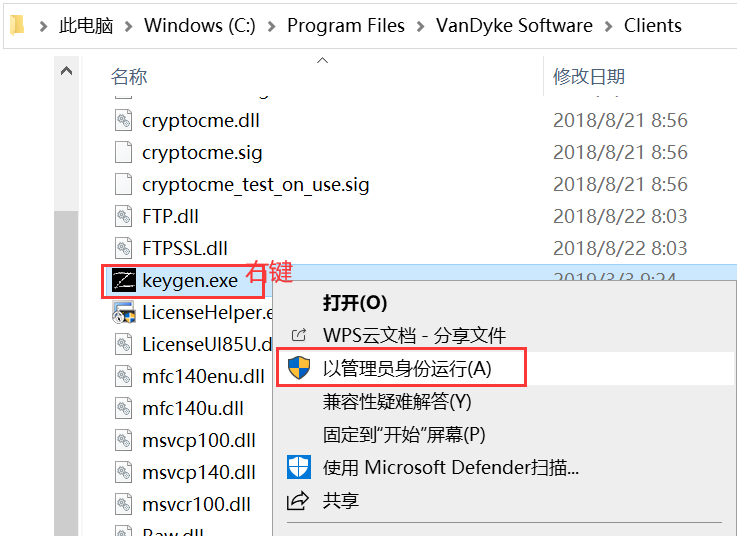 此电脑 > Windows (C:) > Program Files > VanDyke Software > Clients
名称 修改日期
cryptocme.dll 2018/8/21 8:56
cryptocme.sig 2018/8/21 8:56
cryptocme_test_on_use.sig 2018/8/21 8:56
FTP.dll 2018/8/22 8:03
FTPSSL.dll 2018/8/22 8:03
keygen.exe 右键 2019/3/3 9:24
打开(O)
LicenseHelper.e
WPS云文档 - 分享文件
LicenseUI85U.d
以管理员身份运行(A)
mfc140enu.dll
兼容性疑难解答(Y)
mfc140u.dll
固定到"开始"屏幕(P)
msvcp100.dll
使用 Microsoft Defender扫描...
msvcp140.dll
共享
msvcr100.dll
Raw.dll